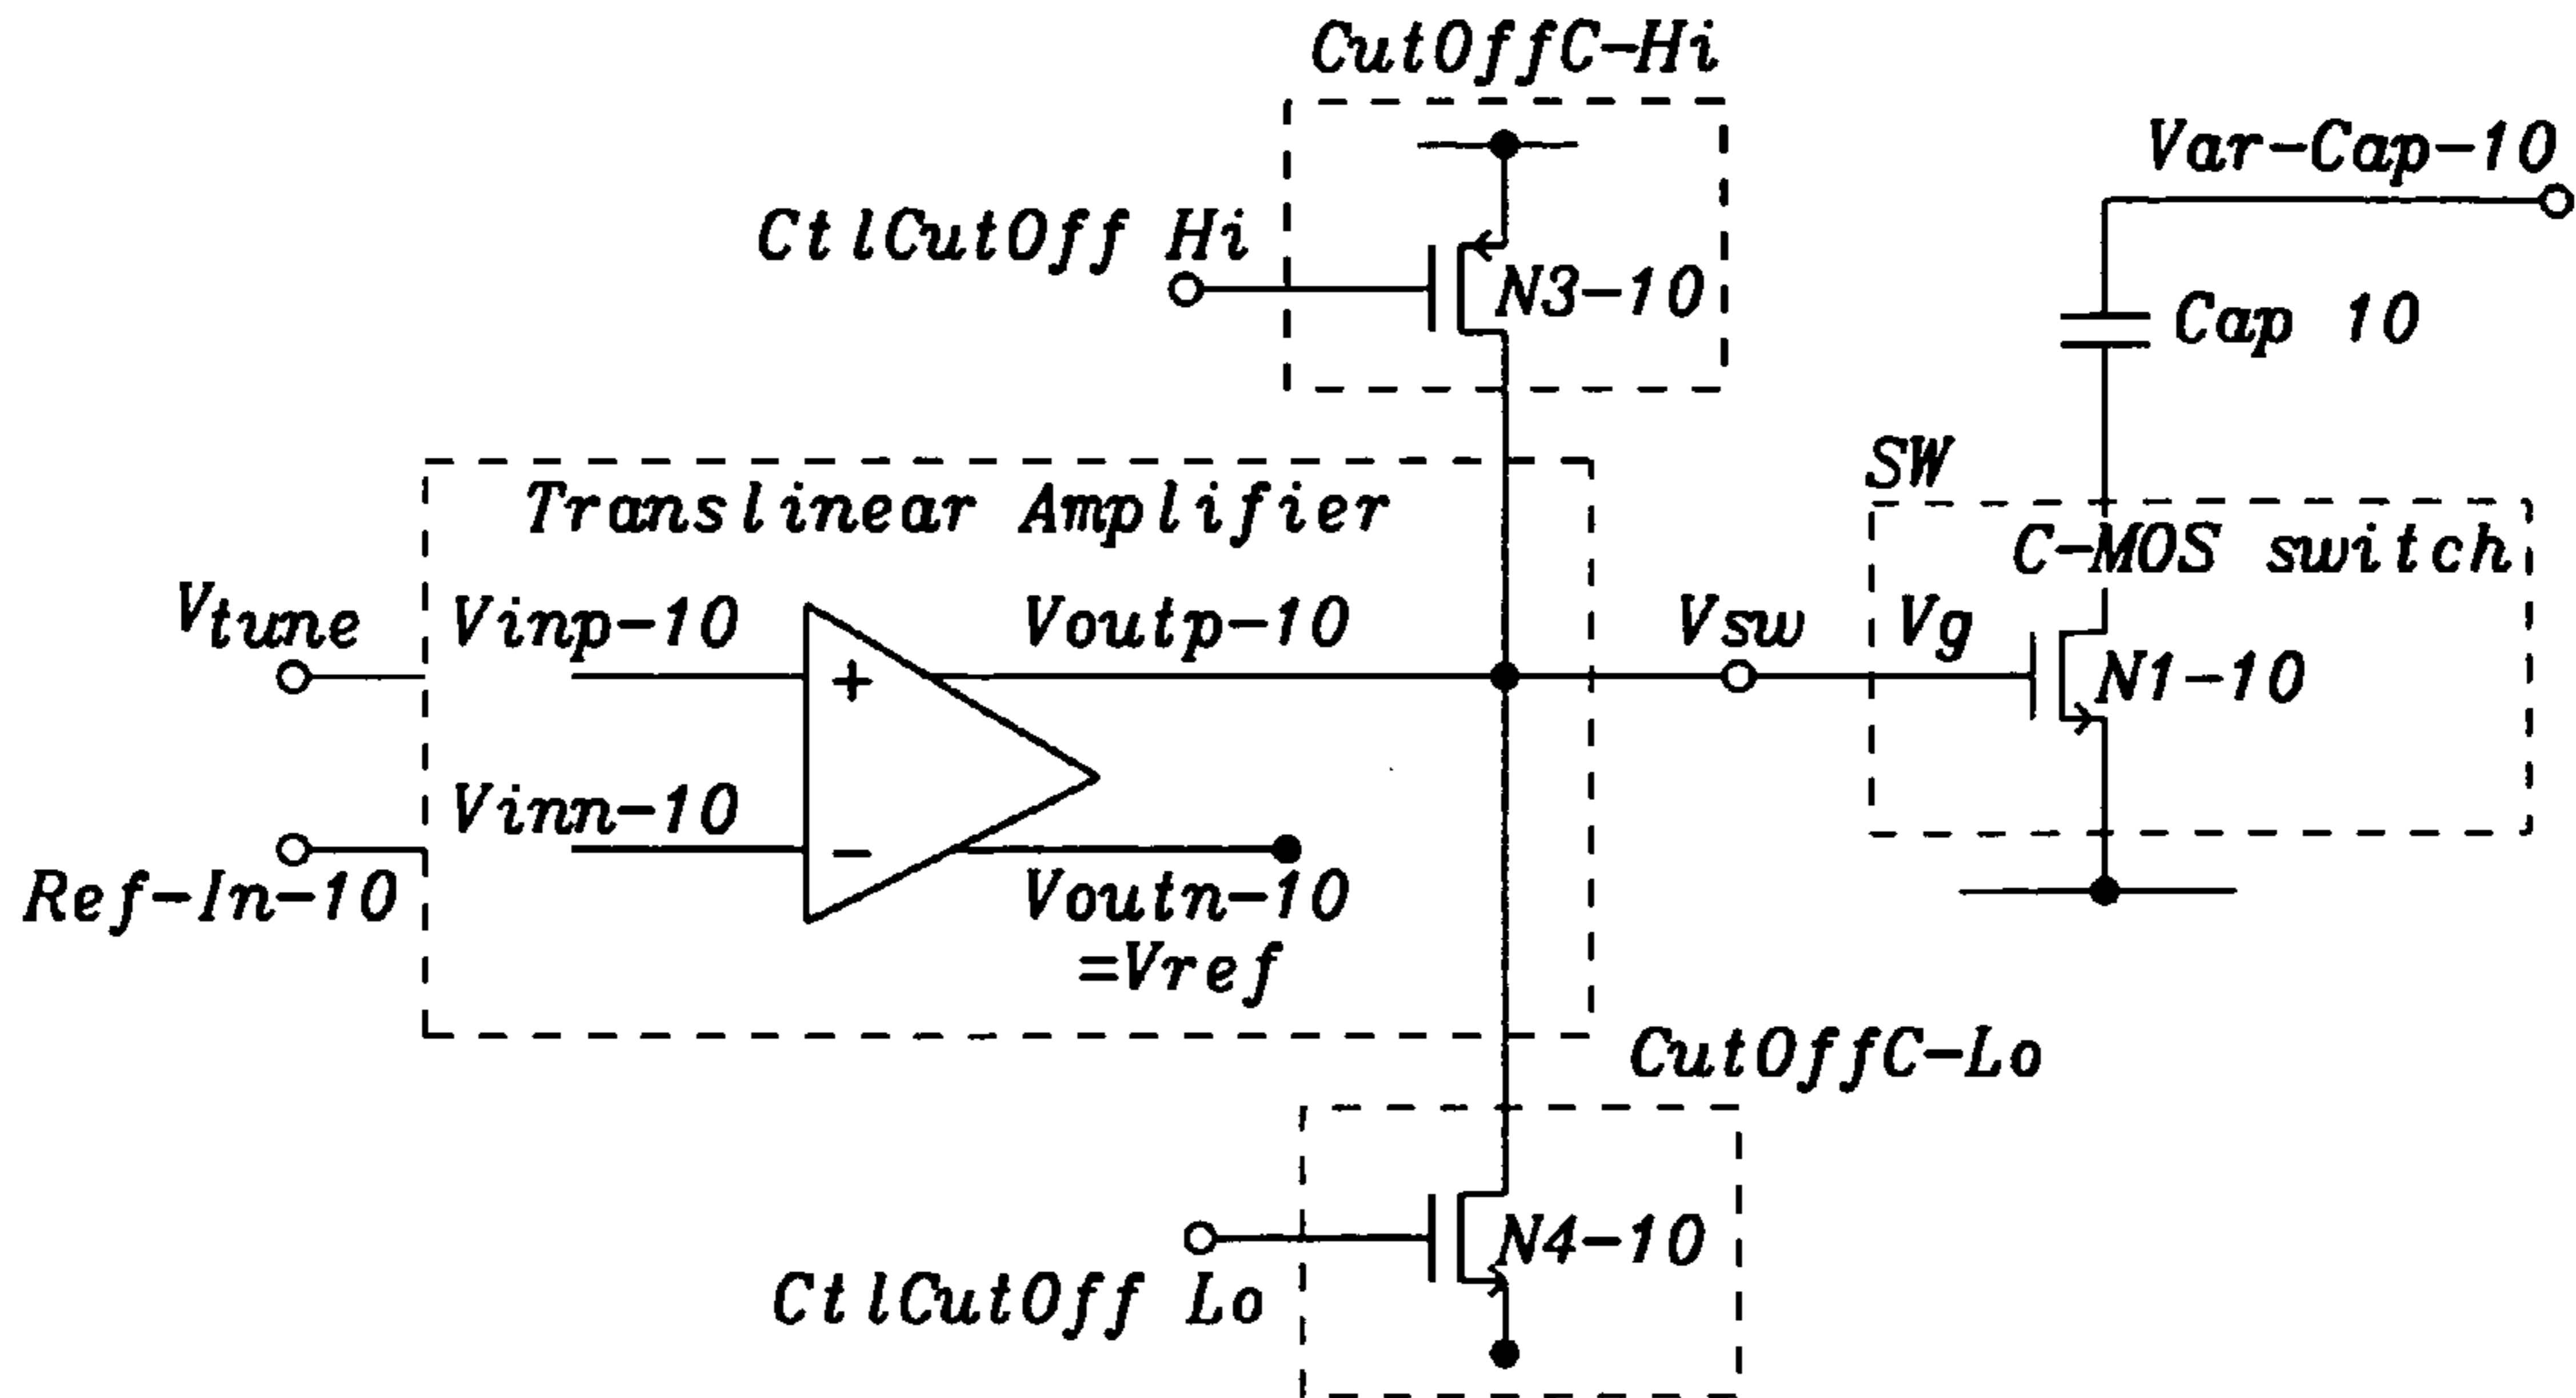 CutOffC-Hi
Var-Cap-10
CtlCutOff Hi
N3-10
Cap 10
SW
Translinear Amplifier
C-MOS switch
Vtune
Vinp-10
Voutp-10
Vsw
Vg
+
N1-10
Vinn-10
-
Ref-In-10
Voutn-10
=Vref
CutOffC-Lo
N4-10
CtlCutOff Lo